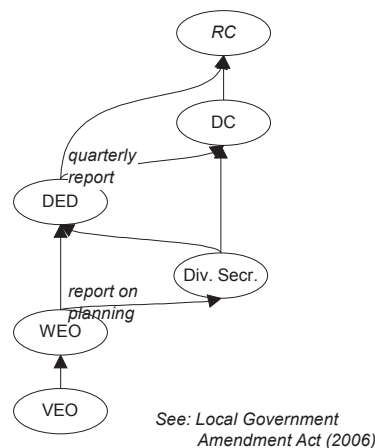 RC
DC
quarterly
report
DED
Div. Secr.
report on
planning
WEO
VEO
See: Local Government
Amendment Act (2006)